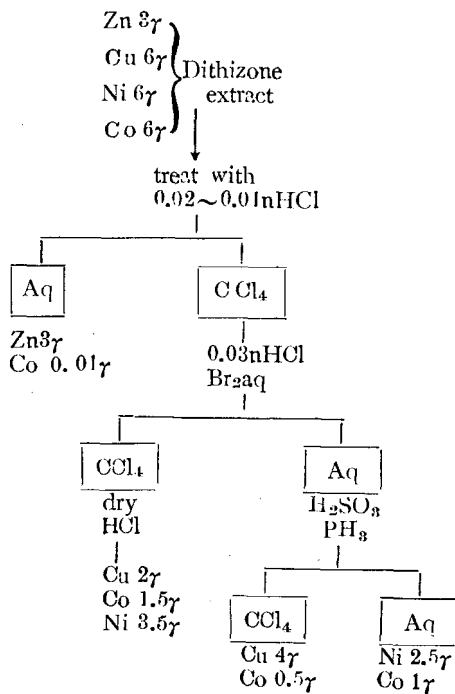 Zn 3γ
Cu 6γ
Ni 6γ
Co 6γ
Dithizone
extract
treat with
0.02~0.01nHCl
Aq
CCl₄
Zn3γ
Co 0.01γ
0.03nHCl
Br₂aq
CCl₄
Aq
dry
HCl
H₂SO₃
PH₃
Cu 2γ
Co 1.5γ
Ni 3.5γ
CCl₄
Aq
Cu 4γ
Co 0.5γ
Ni 2.5γ
Co 1γ